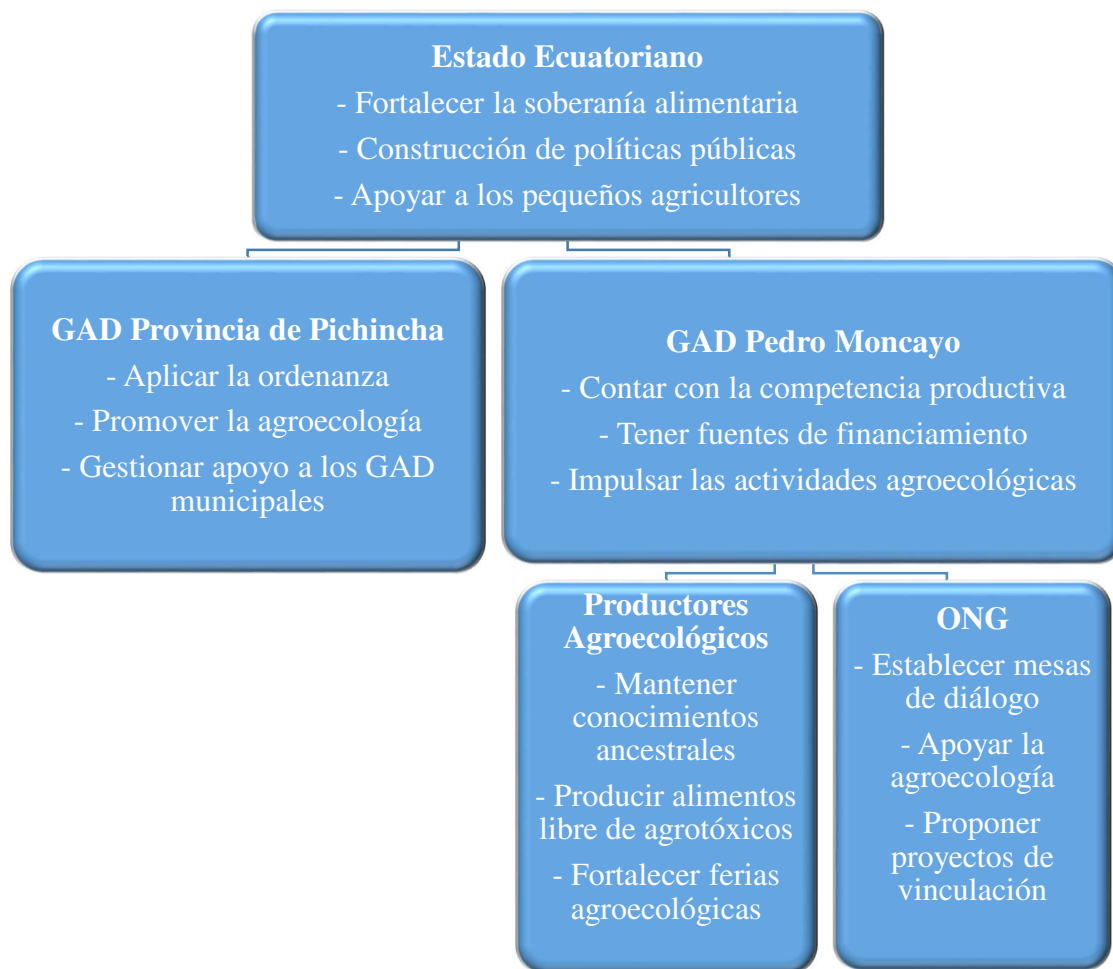 Estado Ecuatoriano
- Fortalecer la soberanía alimentaria
- Construcción de políticas públicas
- Apoyar a los pequeños agricultores
GAD Provincia de Pichincha
- Aplicar la ordenanza
- Promover la agroecología
- Gestionar apoyo a los GAD
municipales
GAD Pedro Moncayo
- Contar con la competencia productiva
- Tener fuentes de financiamiento
- Impulsar las actividades agroecológicas
Productores
Agroecológicos
- Mantener
conocimientos
ancestrales
- Producir alimentos
libre de agrotóxicos
- Fortalecer ferias
agroecológicas
ONG
- Establecer mesas
de diálogo
- Apoyar la
agroecología
- Proponer
proyectos de
vinculación